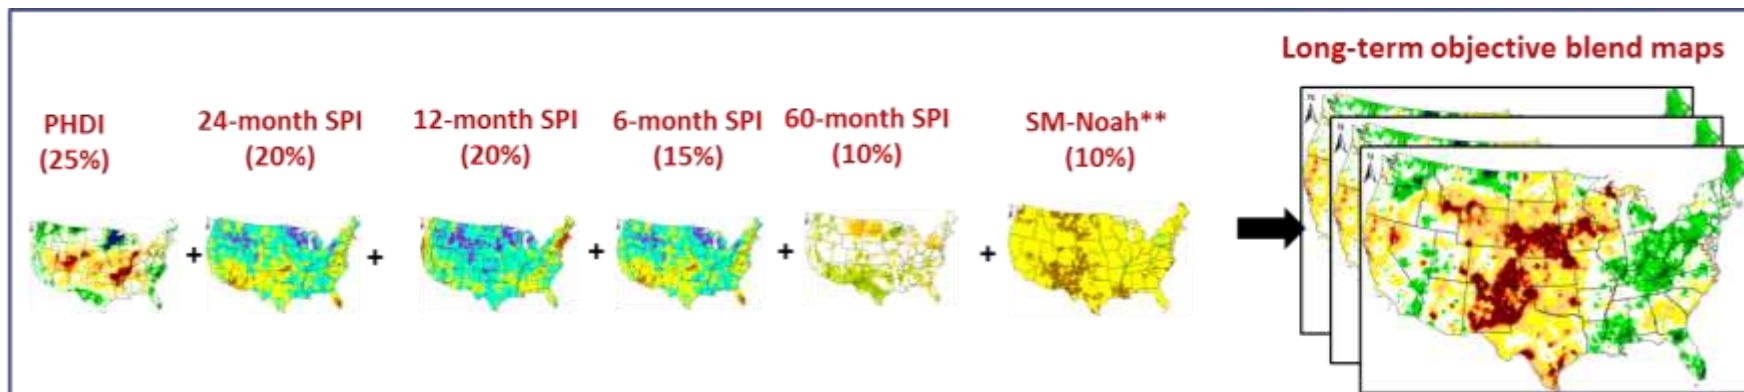 Long-term objective blend maps
PHDI
(25%)
24-month SPI
(20%)
12-month SPI
(20%)
6-month SPI
(15%)
60-month SPI
(10%)
SM-Noah**
(10%)
+
+
+
+
+